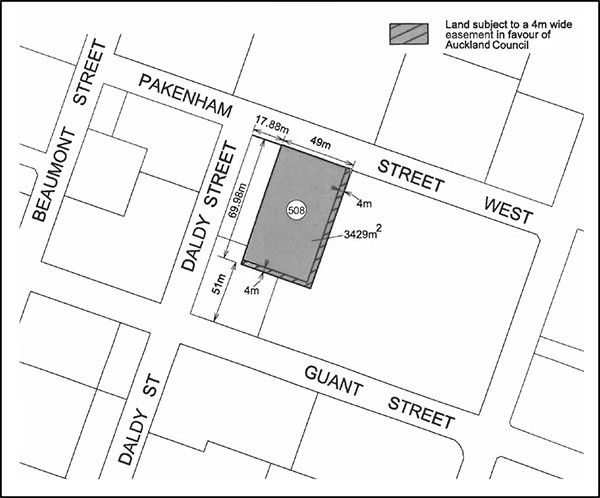 Land subject to a 4m wide
easement in favour of
Auckland Council
BEAUMONT STREET
PAKENHAM STREET WEST
17.88m
49m
DALDY STREET
69.98m
508
4m
3429m²
4m
51m
GUANT STREET
DALDY ST